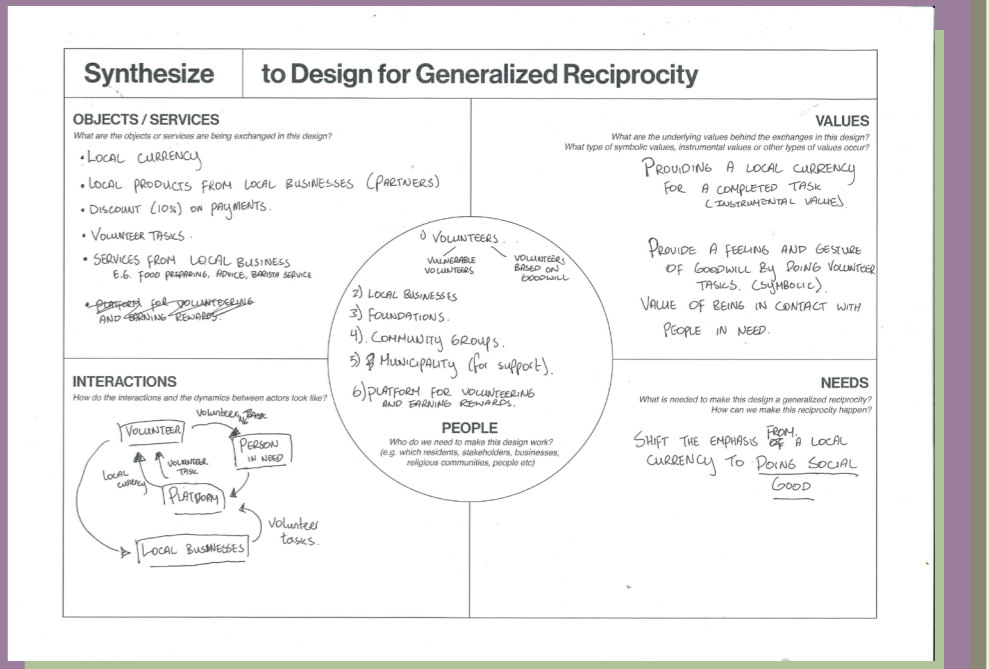 Synthesize to Design for Generalized Reciprocity
OBJECTS / SERVICES
What are the objects or services are being exchanged in this design?
• LOCAL CURRENCY
• LOCAL PRODUCTS FROM LOCAL BUSINESSES (PARTNERS)
• DISCOUNT (10%) ON PAYMENTS.
• VOLUNTEER TASKS.
• SERVICES FROM LOCAL BUSINESS
E.G. FOOD PREPARING, ADVICE, BARISTA SERVICE
• PLATFORM FOR VOLUNTEERING
AND EARNING REWARDS.
VALUES
What are the underlying values behind the exchanges in this design?
What type of symbolic values, instrumental values or other types of values occur?
PROVIDING A LOCAL CURRENCY
FOR A COMPLETED TASK
(INSTRUMENTAL VALUE).
PROVIDE A FEELING AND GESTURE
OF GOODWILL BY DOING VOLUNTEER
TASKS. (SYMBOLIC).
VALUE OF BEING IN CONTACT WITH
PEOPLE IN NEED.
1) VOLUNTEERS.
VULNERABLE
VOLUNTEERS
VOLUNTEERS
BASED ON
GOODWILL
2) LOCAL BUSINESSES
3) FOUNDATIONS.
4). COMMUNITY GROUPS.
5) MUNICIPALITY (for support).
6) PLATFORM FOR VOLUNTEERING
AND EARNING REWARDS.
PEOPLE
Who do we need to make this design work?
(e.g. which residents, stakeholders, businesses,
religious communities, people etc)
INTERACTIONS
How do the interactions and the dynamics between actors look like?
Volunteering TASK
VOLUNTEER
PERSON
IN NEED
LOCAL
currency
VOLUNTEER
TASK
PLATFORM
Volunteer
tasks.
LOCAL BUSINESSES
NEEDS
What is needed to make this design a generalized reciprocity?
How can we make this reciprocity happen?
SHIFT THE EMPHASIS FROM A LOCAL
CURRENCY TO DOING SOCIAL
GOOD